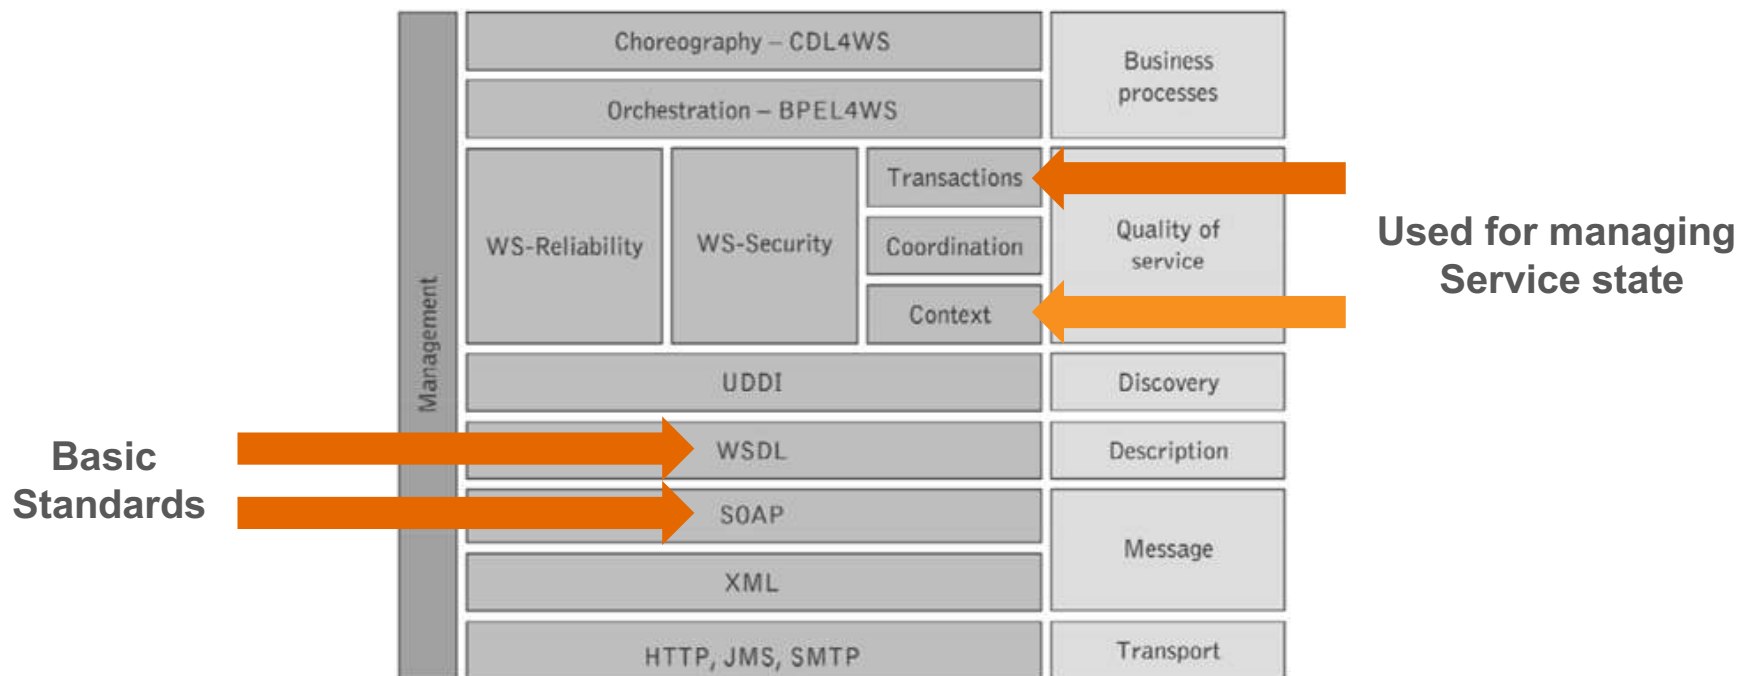 Choreography – CDL4WS
Business
processes
Orchestration – BPEL4WS
Transactions
WS-Reliability
WS-Security
Coordination
Quality of
service
Context
Used for managing
Service state
Management
UDDI
Discovery
Basic
Standards
WSDL
Description
SOAP
Message
XML
HTTP, JMS, SMTP
Transport